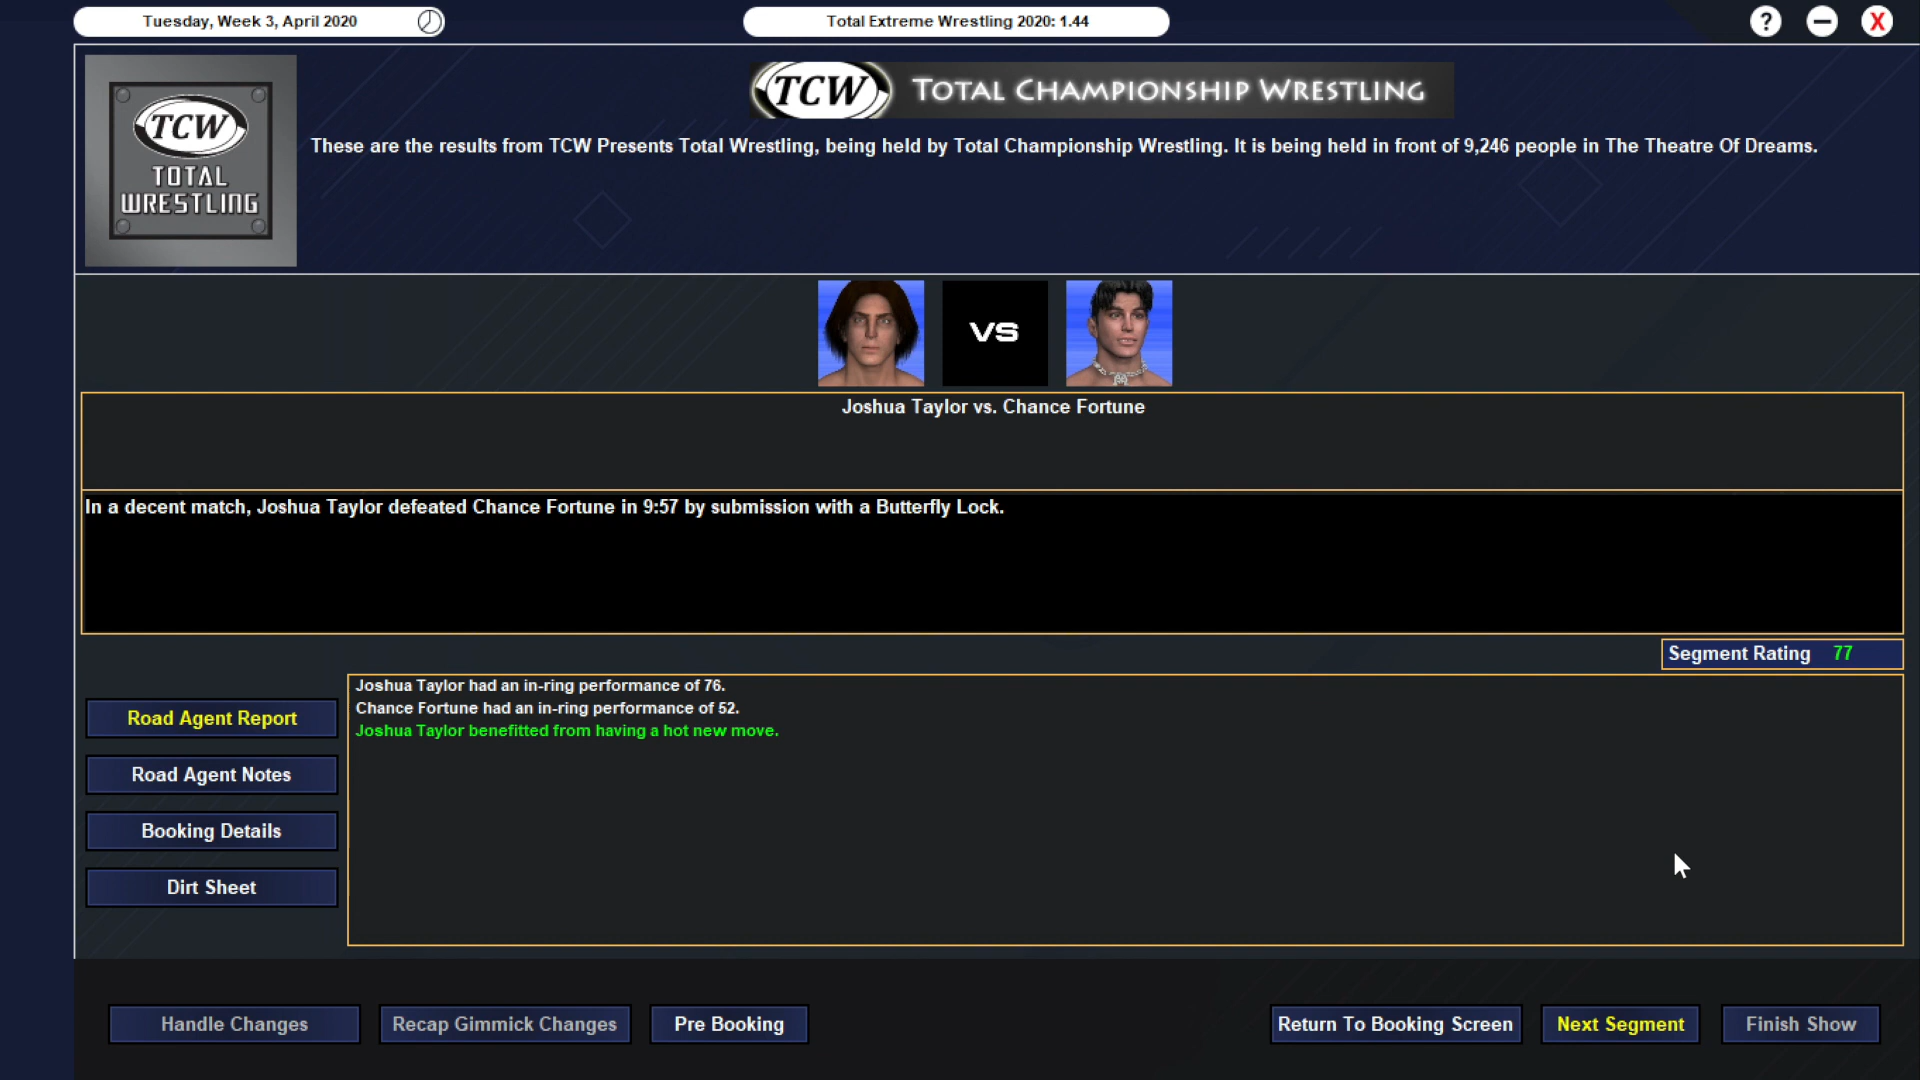 Tuesday, Week 3, April 2020
Total Extreme Wrestling 2020: 1.44
?
X
TCW
TOTAL CHAMPIONSHIP WRESTLING
TCW
TOTAL
WRESTLING
These are the results from TCW Presents Total Wrestling, being held by Total Championship Wrestling. It is being held in front of 9,246 people in The Theatre Of Dreams.
VS
Joshua Taylor vs. Chance Fortune
In a decent match, Joshua Taylor defeated Chance Fortune in 9:57 by submission with a Butterfly Lock.
Segment Rating 77
Road Agent Report
Road Agent Notes
Booking Details
Dirt Sheet
Joshua Taylor had an in-ring performance of 76.
Chance Fortune had an in-ring performance of 52.
Joshua Taylor benefitted from having a hot new move.
Handle Changes
Recap Gimmick Changes
Pre Booking
Return To Booking Screen
Next Segment
Finish Show